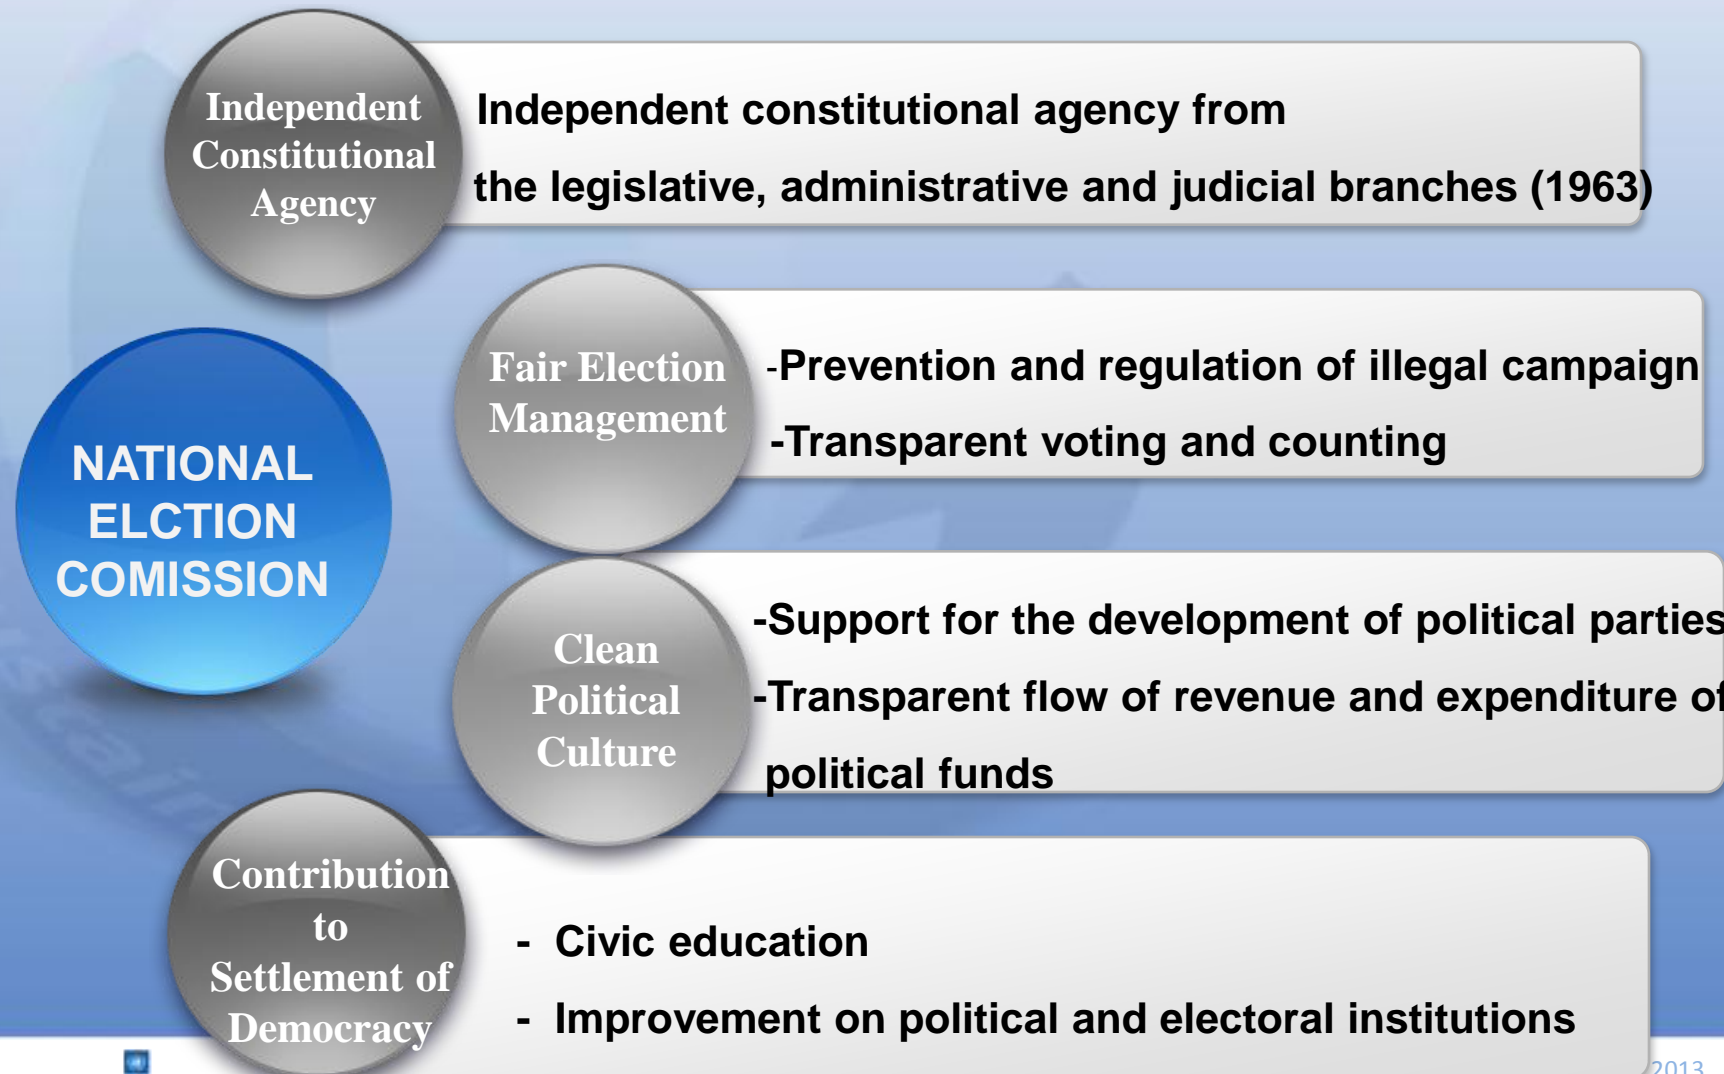 Independent
Constitutional
Agency
Independent constitutional agency from
the legislative, administrative and judicial branches (1963)
NATIONAL
ELCTION
COMISSION
Fair Election
Management
-Prevention and regulation of illegal campaign
-Transparent voting and counting
Clean
Political
Culture
-Support for the development of political parties
-Transparent flow of revenue and expenditure of
political funds
Contribution
to
Settlement of
Democracy
- Civic education
- Improvement on political and electoral institutions
2013